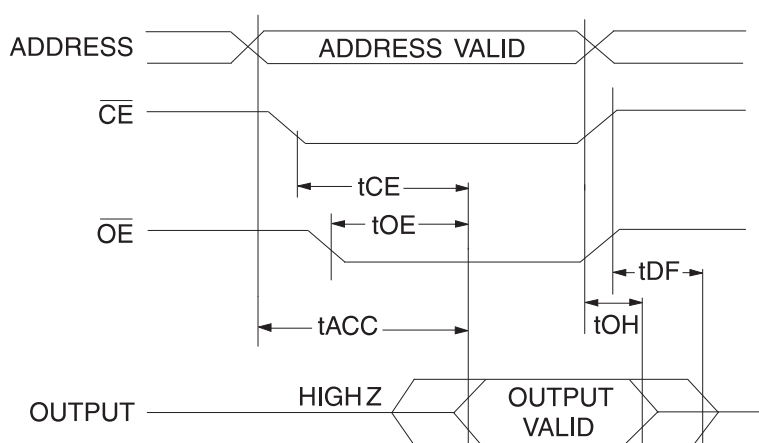 ADDRESS
ADDRESS VALID
CE
tCE
OE
tOE
tDF
tACC
tOH
OUTPUT
HIGH Z
OUTPUT
VALID